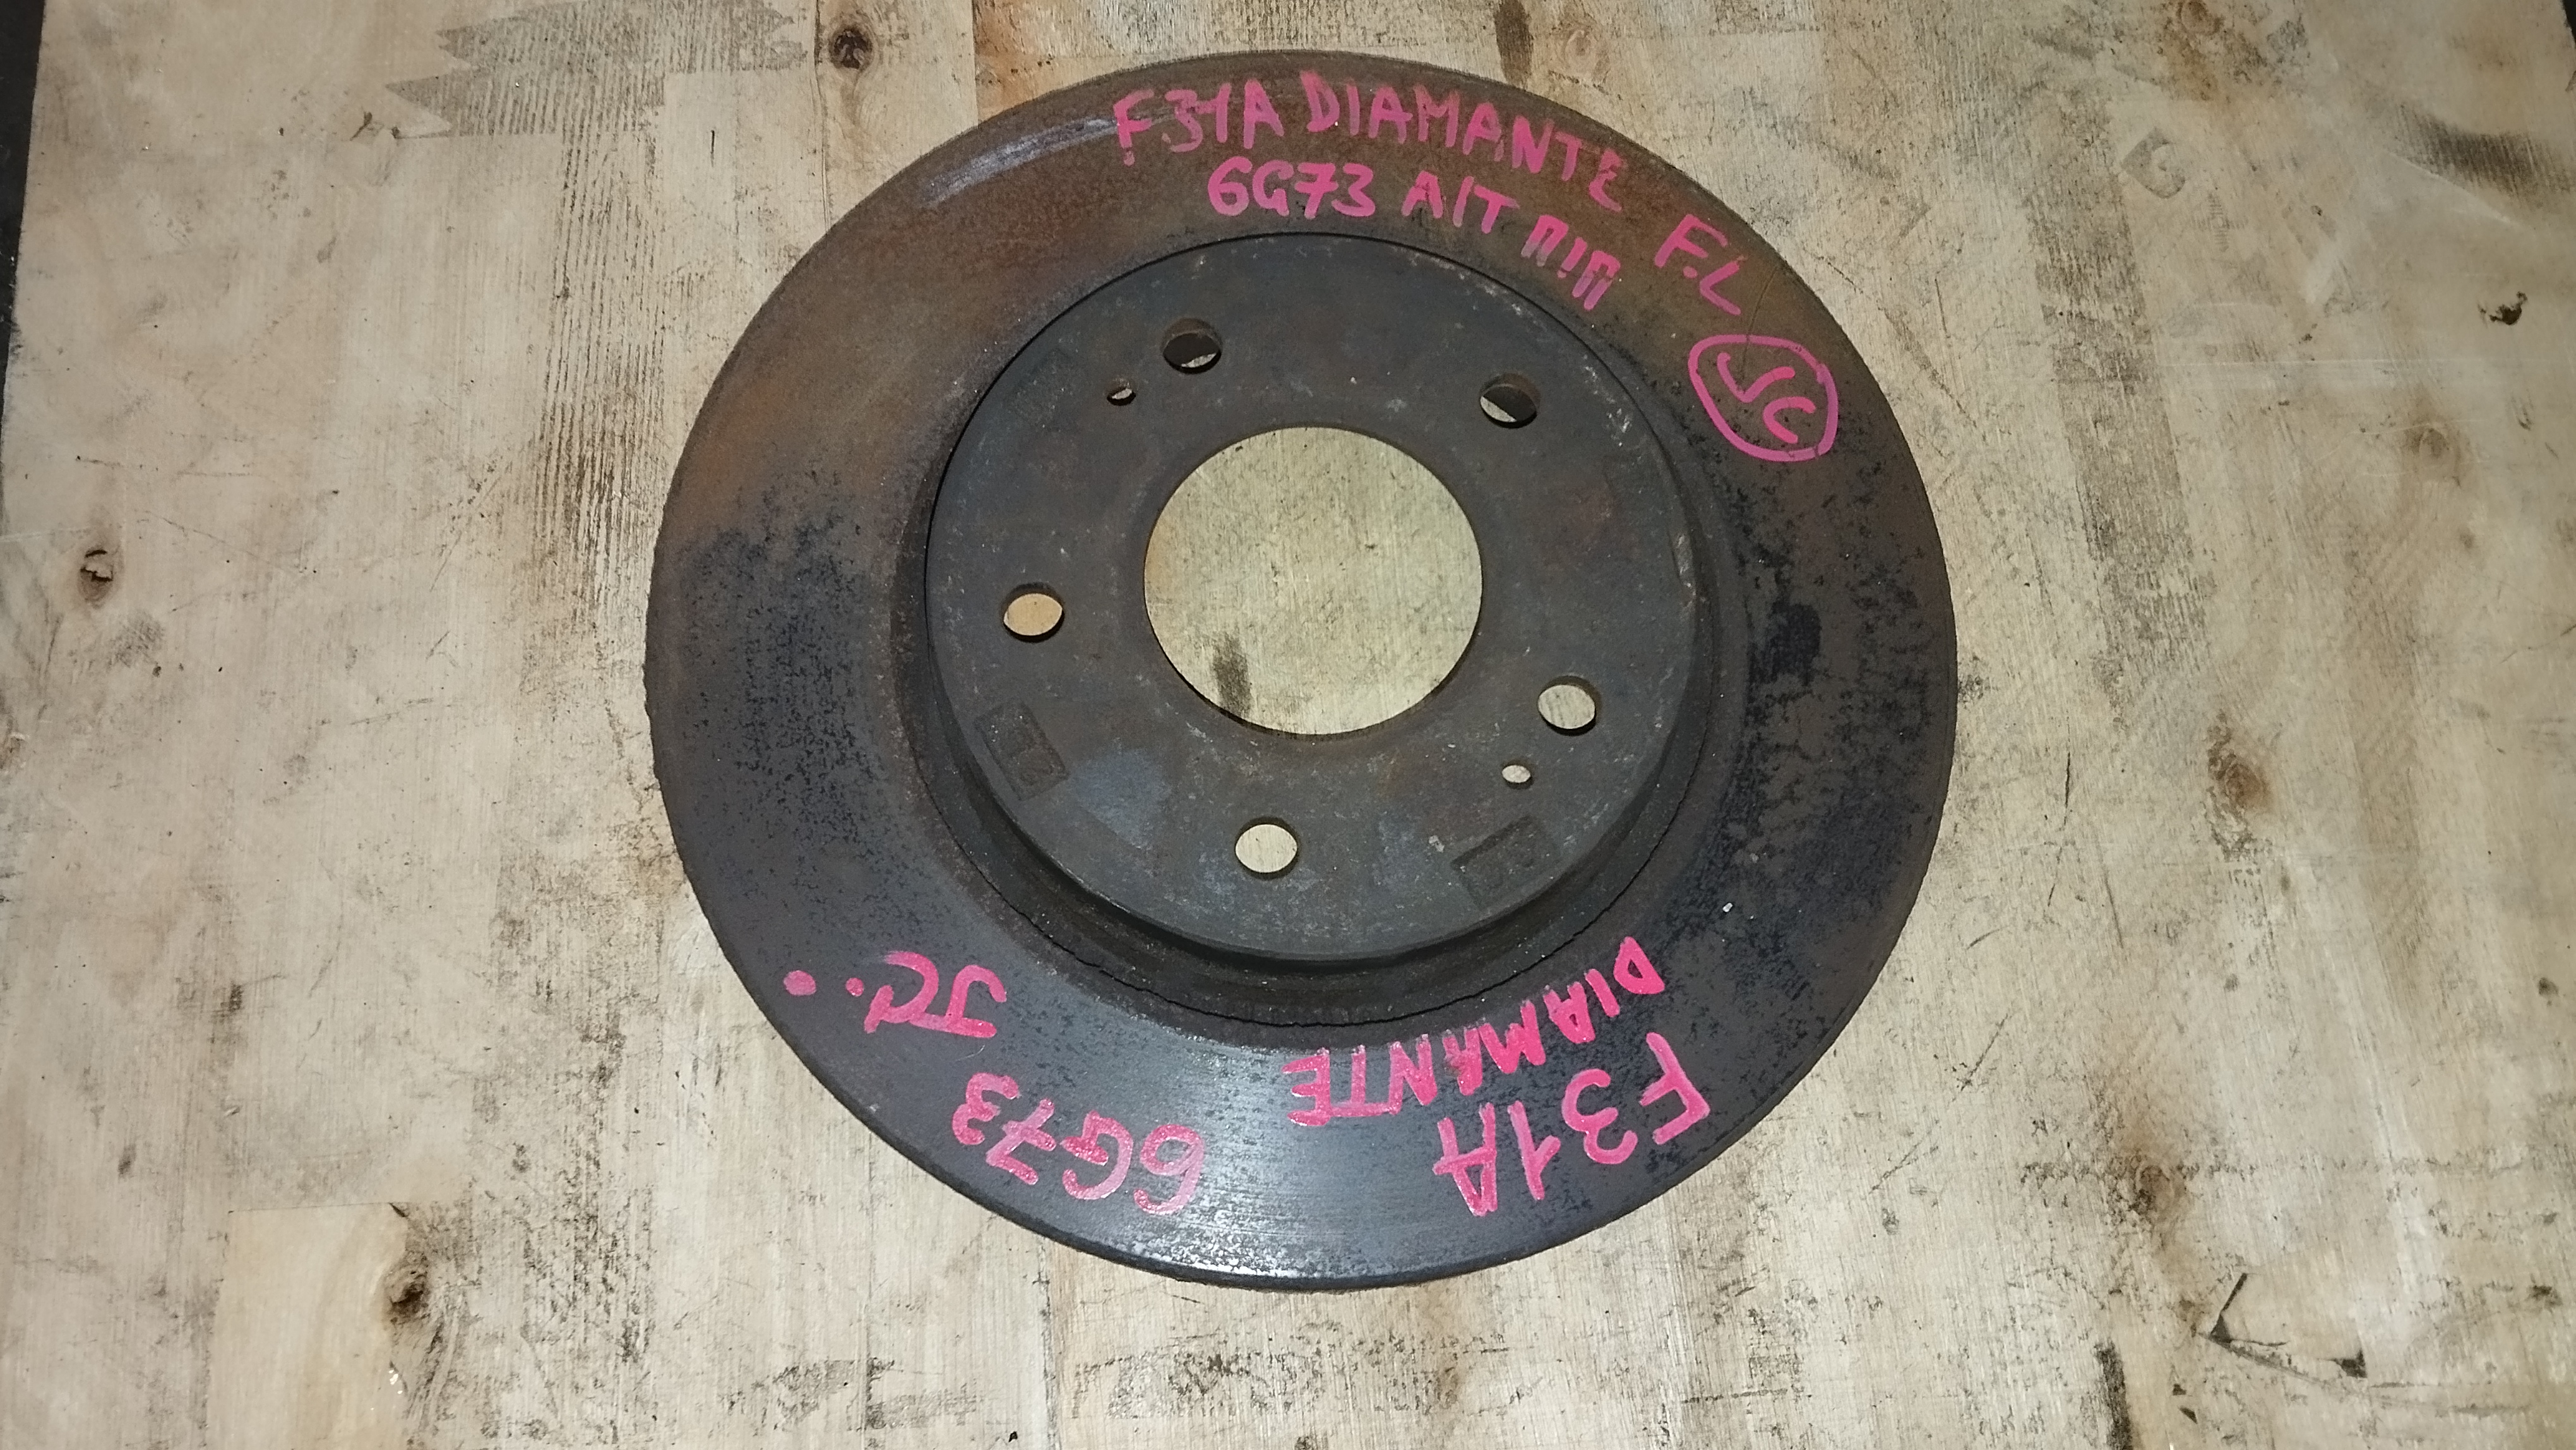 F31A DIAMANTE F.L
6G73 A/T П/П
JC
F31A
DIAMANTE
6G73
JC.